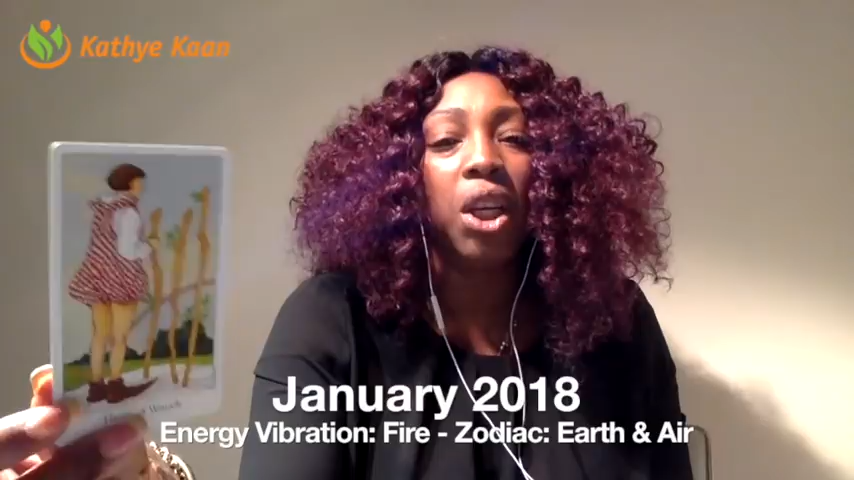 Kathye Kaan
January 2018
Energy Vibration: Fire - Zodiac: Earth & Air